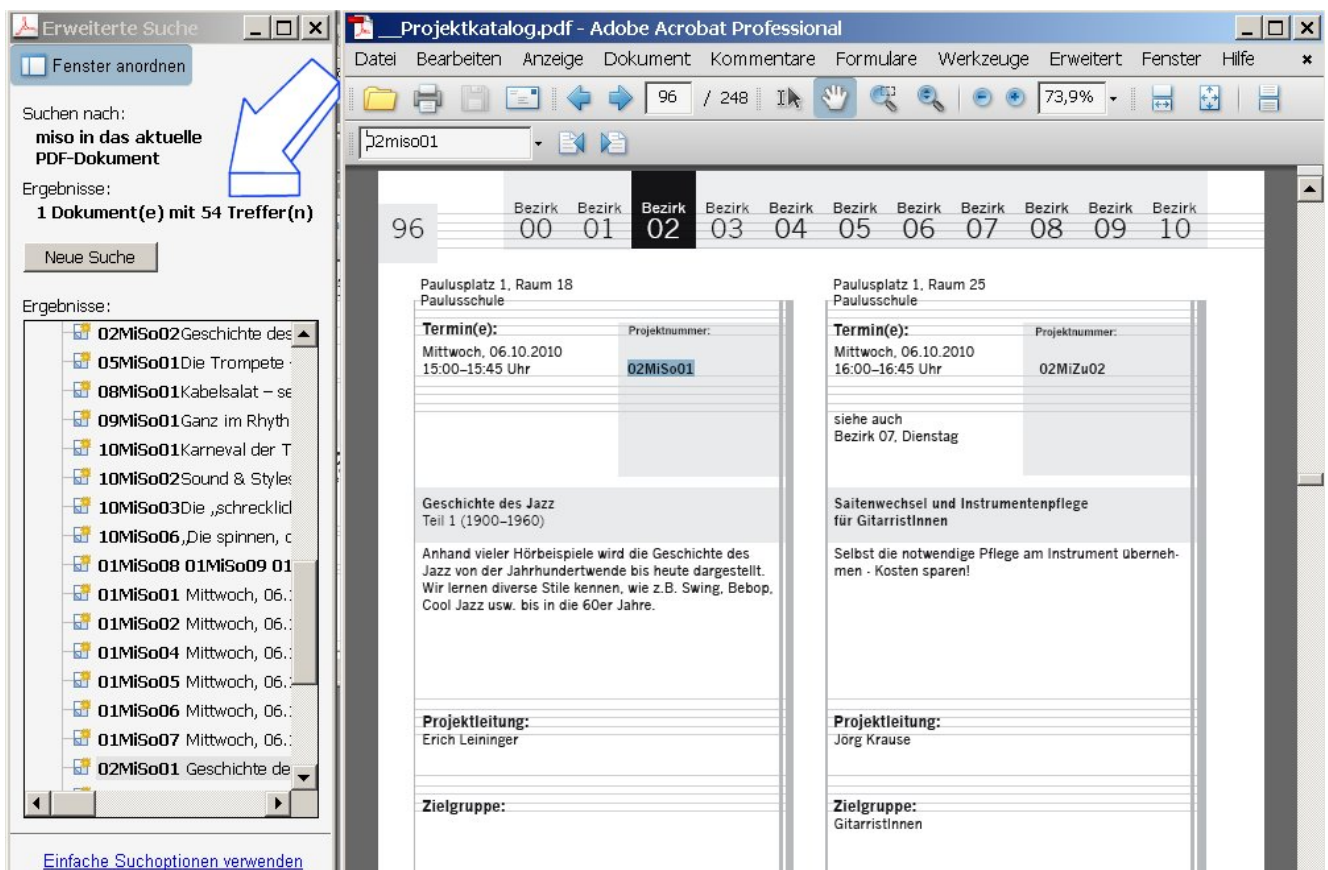 Erweiterte Suche
Fenster anordnen
Suchen nach:
miso in das aktuelle
PDF-Dokument
Ergebnisse:
1 Dokument(e) mit 54 Treffer(n)
Neue Suche
Ergebnisse:
02MiSo02Geschichte des
05MiSo01Die Trompete
08MiSo01Kabelsalat – se
09MiSo01Ganz im Rhyth
10MiSo01Karneval der T
10MiSo02Sound & Styles
10MiSo03Die „schrecklic
10MiSo06„Die spinnen, d
01MiSo08 01MiSo09 01
01MiSo01 Mittwoch, 06.
01MiSo02 Mittwoch, 06.
01MiSo04 Mittwoch, 06.
01MiSo05 Mittwoch, 06.
01MiSo06 Mittwoch, 06.
01MiSo07 Mittwoch, 06.
02MiSo01 Geschichte de
Einfache Suchoptionen verwenden
__Projektkatalog.pdf - Adobe Acrobat Professional
Datei Bearbeiten Anzeige Dokument Kommentare Formulare Werkzeuge Erweitert Fenster Hilfe
96 / 248 73,9%
02miso01
96
Bezirk 00 Bezirk 01 Bezirk 02 Bezirk 03 Bezirk 04 Bezirk 05 Bezirk 06 Bezirk 07 Bezirk 08 Bezirk 09 Bezirk 10
Paulusplatz 1, Raum 18
Paulusschule
Termin(e): Projektnummer:
Mittwoch, 06.10.2010
15:00–15:45 Uhr 02MiSo01
Geschichte des Jazz
Teil 1 (1900–1960)
Anhand vieler Hörbeispiele wird die Geschichte des
Jazz von der Jahrhundertwende bis heute dargestellt.
Wir lernen diverse Stile kennen, wie z.B. Swing, Bebop,
Cool Jazz usw. bis in die 60er Jahre.
Projektleitung:
Erich Leininger
Zielgruppe:
Paulusplatz 1, Raum 25
Paulusschule
Termin(e): Projektnummer:
Mittwoch, 06.10.2010
16:00–16:45 Uhr 02MiZu02
siehe auch
Bezirk 07, Dienstag
Saitenwechsel und Instrumentenpflege
für GitarristInnen
Selbst die notwendige Pflege am Instrument überneh-
men - Kosten sparen!
Projektleitung:
Jörg Krause
Zielgruppe:
GitarristInnen